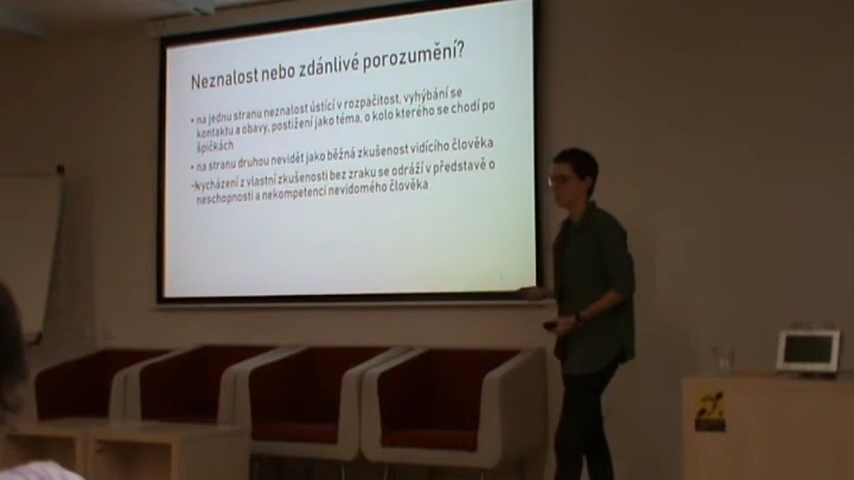 Neznalost nebo zdánlivé porozumění?
• na jednu stranu neznalost ústící v rozpačitost, vyhýbání se
kontaktu a obavy, postižení jako téma, o kolo kterého se chodí po
špičkách
• na stranu druhou nevidět jako běžná zkušenost vidícího člověka
-vycházení z vlastní zkušenosti bez zraku se odráží v představě o
neschopnosti a nekompetenci nevidomého člověka